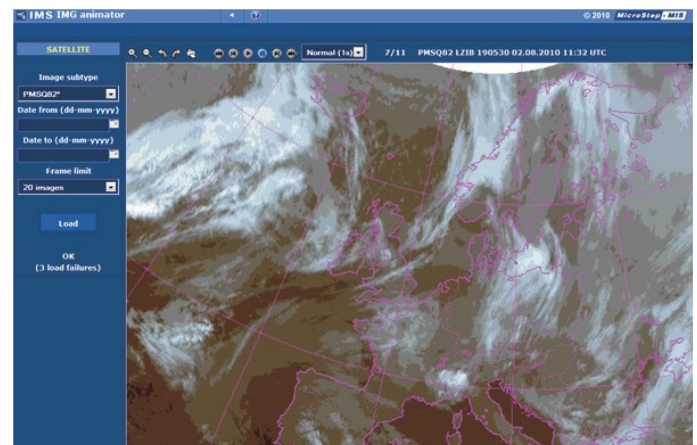 IMS IMG animator
© 2010 MicroStep-MIS
SATELLITE
Normal (1s)
7/11 PMSQ82 LZIB 190530 02.08.2010 11:32 UTC
Image subtype
PMSQ82*
Date from (dd-mm-yyyy)
Date to (dd-mm-yyyy)
Frame limit
20 images
Load
OK
(3 load failures)